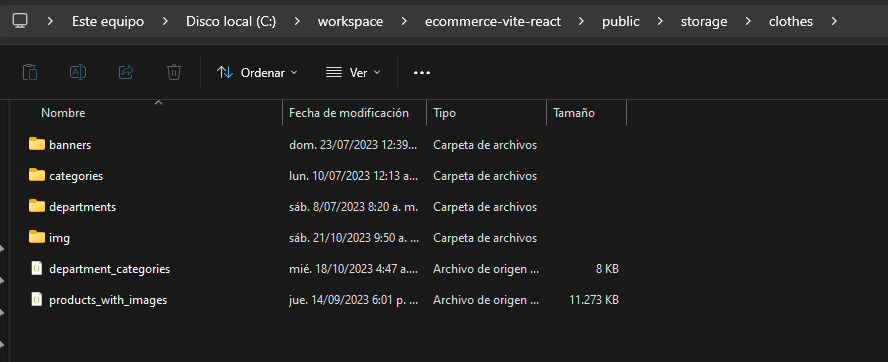 Este equipo > Disco local (C:) > workspace > ecommerce-vite-react > public > storage > clothes >
Ordenar Ver ...
Nombre Fecha de modificación Tipo Tamaño
banners dom. 23/07/2023 12:39... Carpeta de archivos
categories lun. 10/07/2023 12:13 a... Carpeta de archivos
departments sáb. 8/07/2023 8:20 a. m. Carpeta de archivos
img sáb. 21/10/2023 9:50 a. ... Carpeta de archivos
department_categories mié. 18/10/2023 4:47 a.... Archivo de origen ... 8 KB
products_with_images jue. 14/09/2023 6:01 p. ... Archivo de origen ... 11.273 KB